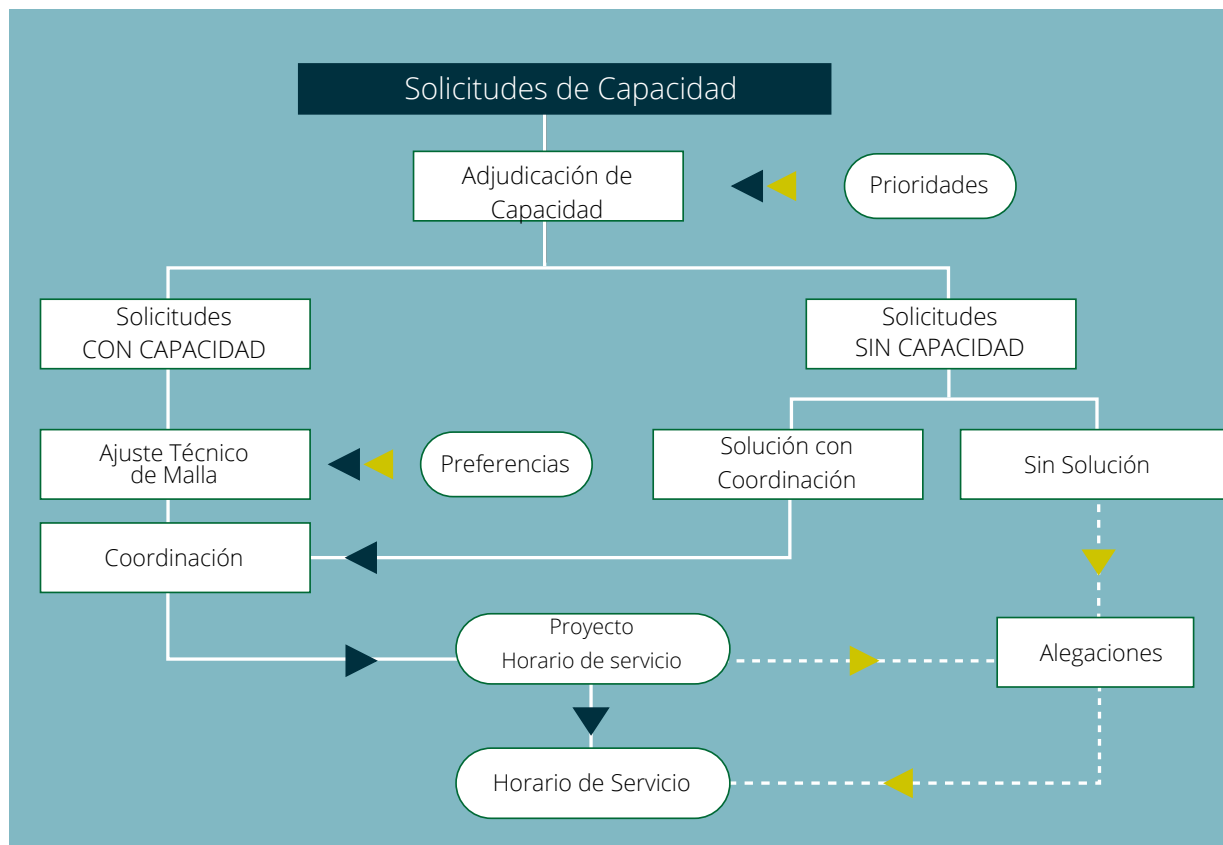 Solicitudes de Capacidad
Adjudicación de
Capacidad
Prioridades
Solicitudes
CON CAPACIDAD
Solicitudes
SIN CAPACIDAD
Ajuste Técnico
de Malla
Preferencias
Solución con
Coordinación
Sin Solución
Coordinación
Proyecto
Horario de servicio
Alegaciones
Horario de Servicio